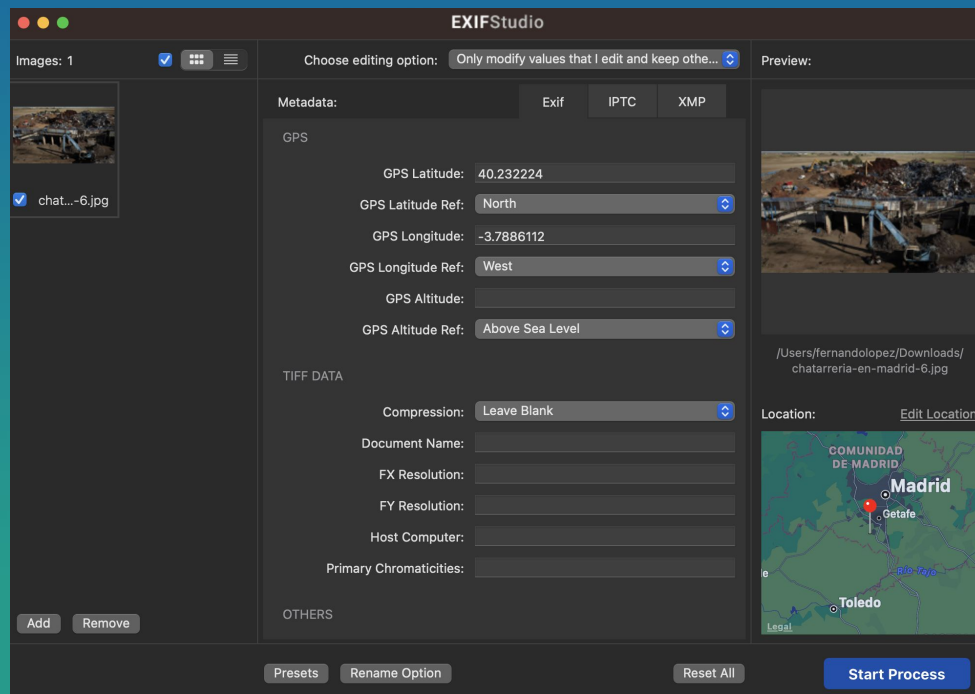 EXIFStudio
Images: 1
Choose editing option: Only modify values that I edit and keep othe...
Preview:
chat...-6.jpg
Metadata:
Exif
IPTC
XMP
GPS
GPS Latitude: 40.232224
GPS Latitude Ref: North
GPS Longitude: -3.7886112
GPS Longitude Ref: West
GPS Altitude:
GPS Altitude Ref: Above Sea Level
TIFF DATA
Compression: Leave Blank
Document Name:
FX Resolution:
FY Resolution:
Host Computer:
Primary Chromaticities:
OTHERS
/Users/fernandolopez/Downloads/
chatarreria-en-madrid-6.jpg
Location:
Edit Location
COMUNIDAD
DE MADRID
Madrid
Getafe
Río Tajo
Toledo
Legal
Add
Remove
Presets
Rename Option
Reset All
Start Process